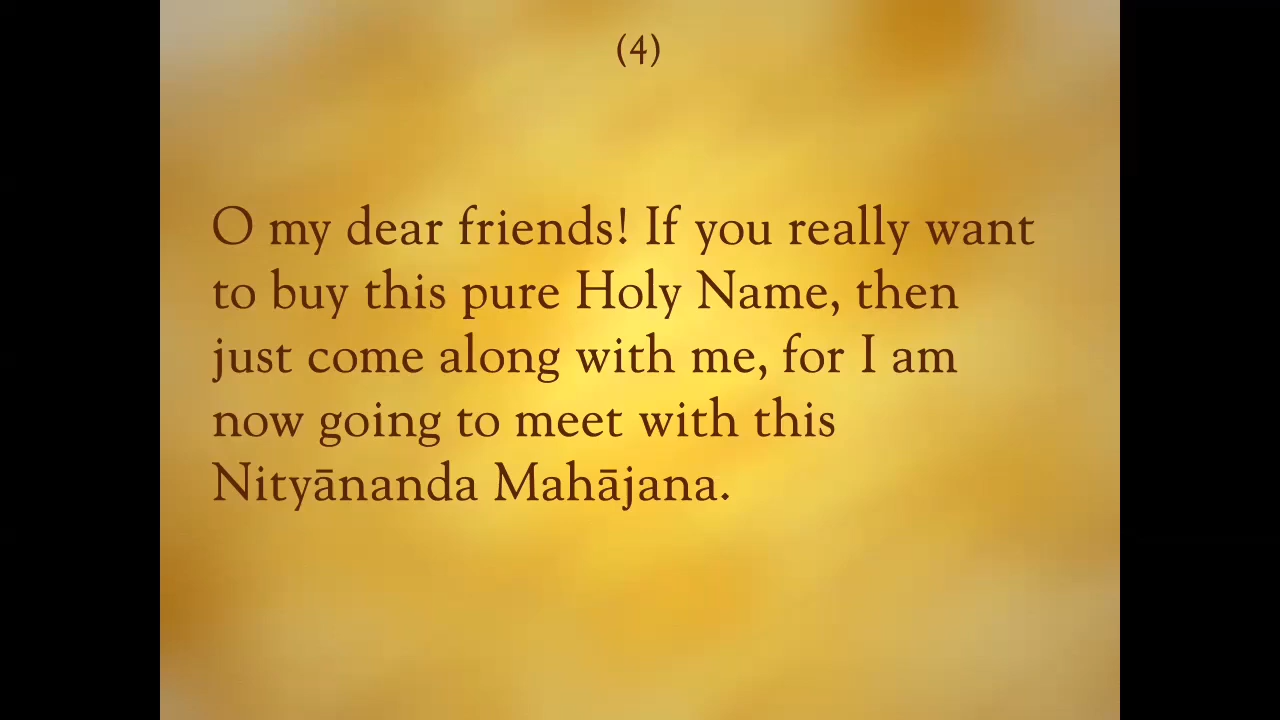 (4)
O my dear friends! If you really want
to buy this pure Holy Name, then
just come along with me, for I am
now going to meet with this
Nityānanda Mahājana.